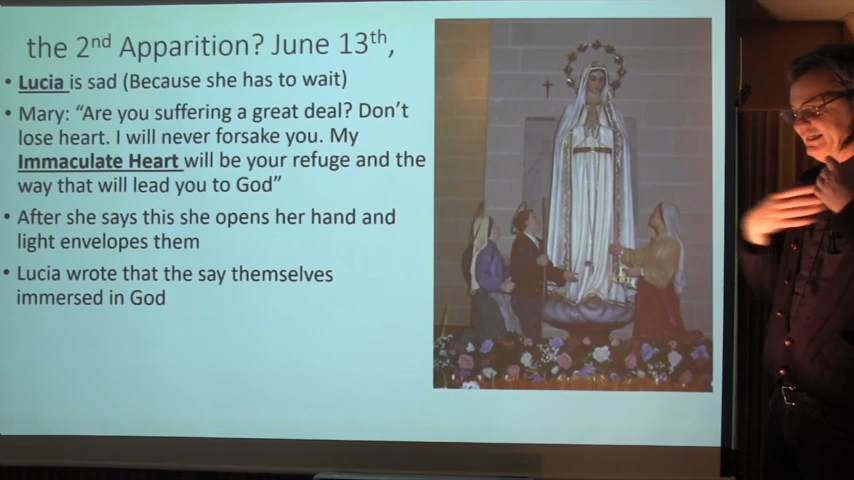 the 2nd Apparition? June 13th,
• Lucia is sad (Because she has to wait)
• Mary: “Are you suffering a great deal? Don’t
lose heart. I will never forsake you. My
Immaculate Heart will be your refuge and the
way that will lead you to God”
• After she says this she opens her hand and
light envelopes them
• Lucia wrote that the say themselves
immersed in God